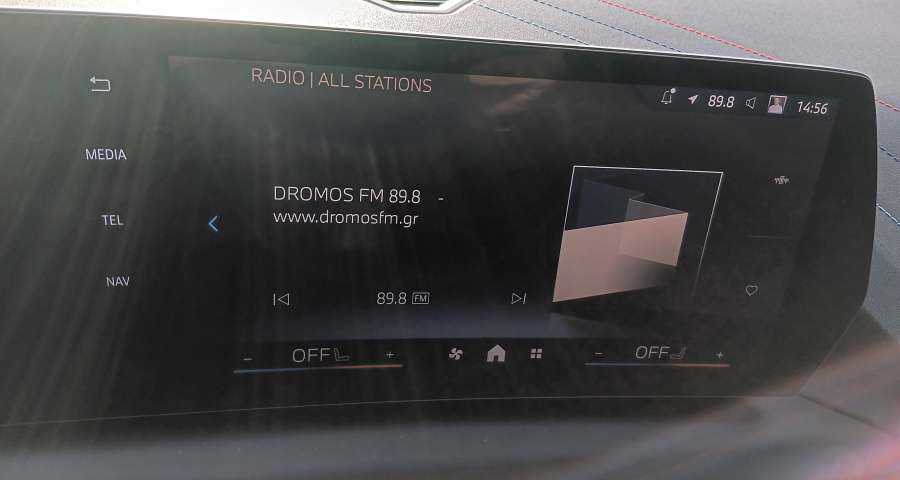 RADIO | ALL STATIONS
89.8
14:56
MEDIA
TEL
NAV
DROMOS FM 89.8 -
www.dromosfm.gr
89.8 FM
- OFF +
- OFF +